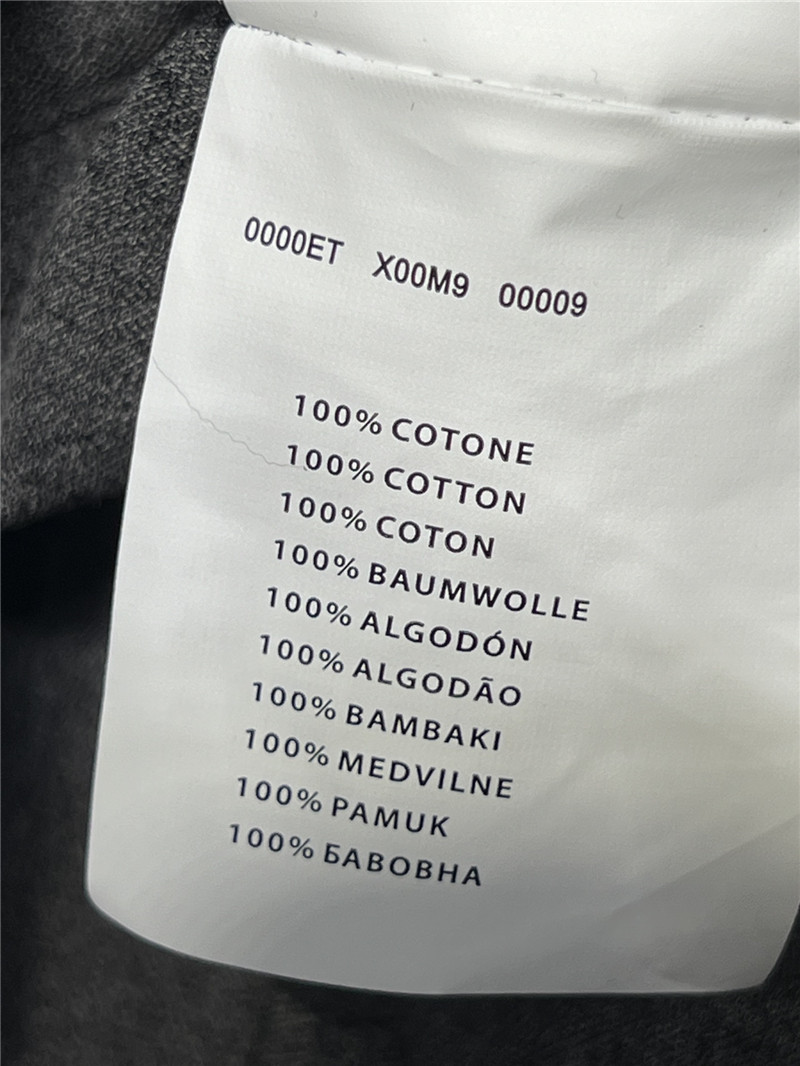 0000ET X00M9 00009
100% COTONE
100% COTTON
100% COTON
100% BAUMWOLLE
100% ALGODÓN
100% ALGODÃO
100% BAMBAKI
100% MEDVILNE
100% PAMUK
100% БАВОВНА